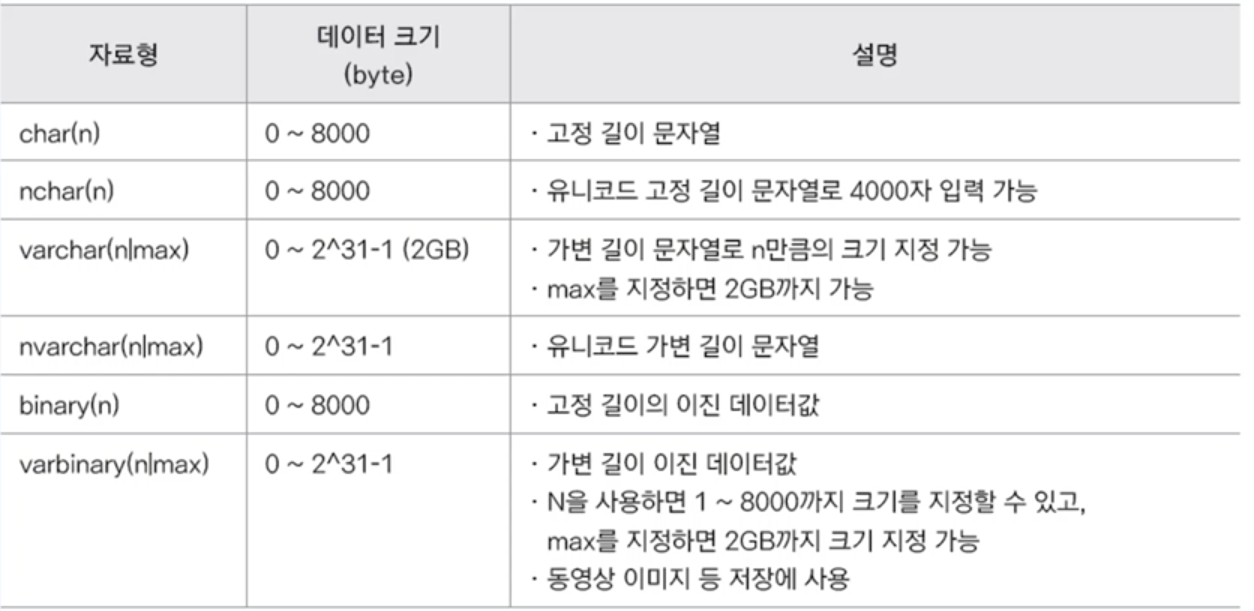 자료형
데이터 크기
(byte)
설명
char(n)
0 ~ 8000
· 고정 길이 문자열
nchar(n)
0 ~ 8000
· 유니코드 고정 길이 문자열로 4000자 입력 가능
varchar(n|max)
0 ~ 2^31-1 (2GB)
· 가변 길이 문자열로 n만큼의 크기 지정 가능
· max를 지정하면 2GB까지 가능
nvarchar(n|max)
0 ~ 2^31-1
· 유니코드 가변 길이 문자열
binary(n)
0 ~ 8000
· 고정 길이의 이진 데이터값
varbinary(n|max)
0 ~ 2^31-1
· 가변 길이 이진 데이터값
· N을 사용하면 1 ~ 8000까지 크기를 지정할 수 있고,
max를 지정하면 2GB까지 크기 지정 가능
· 동영상 이미지 등 저장에 사용